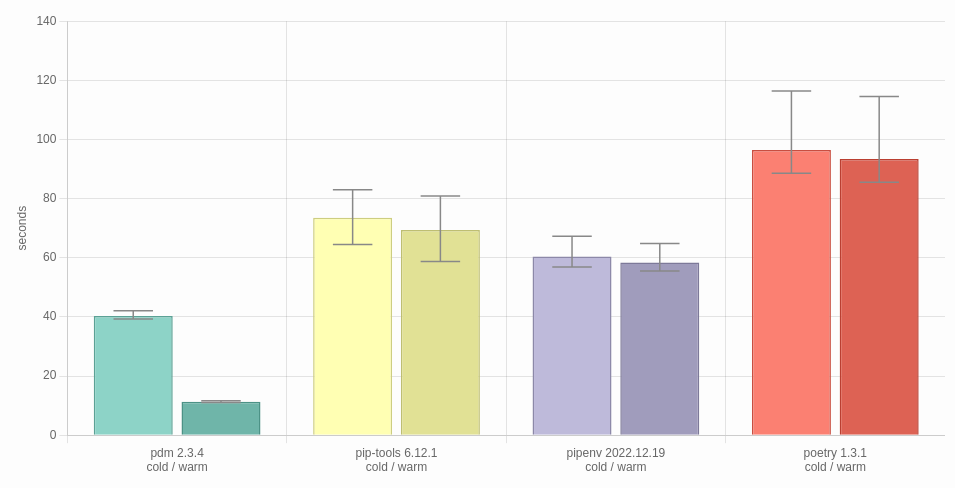 140
120
100
80
60
40
20
0
seconds
pdm 2.3.4
cold / warm
pip-tools 6.12.1
cold / warm
pipenv 2022.12.19
cold / warm
poetry 1.3.1
cold / warm